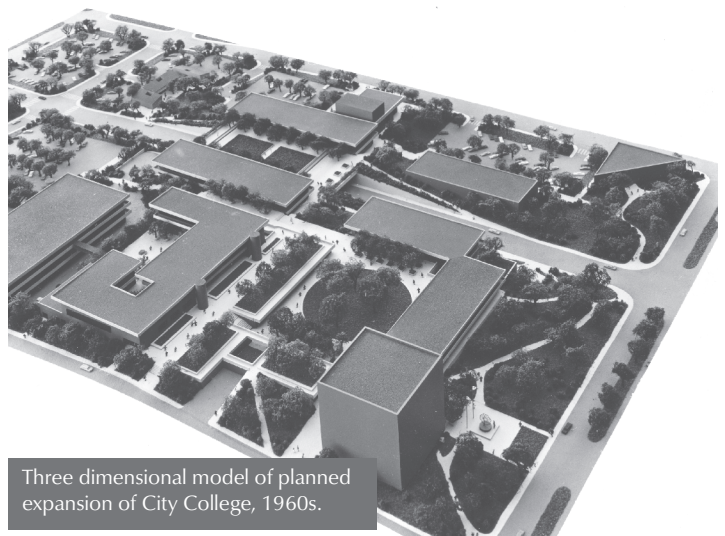 Three dimensional model of planned
expansion of City College, 1960s.